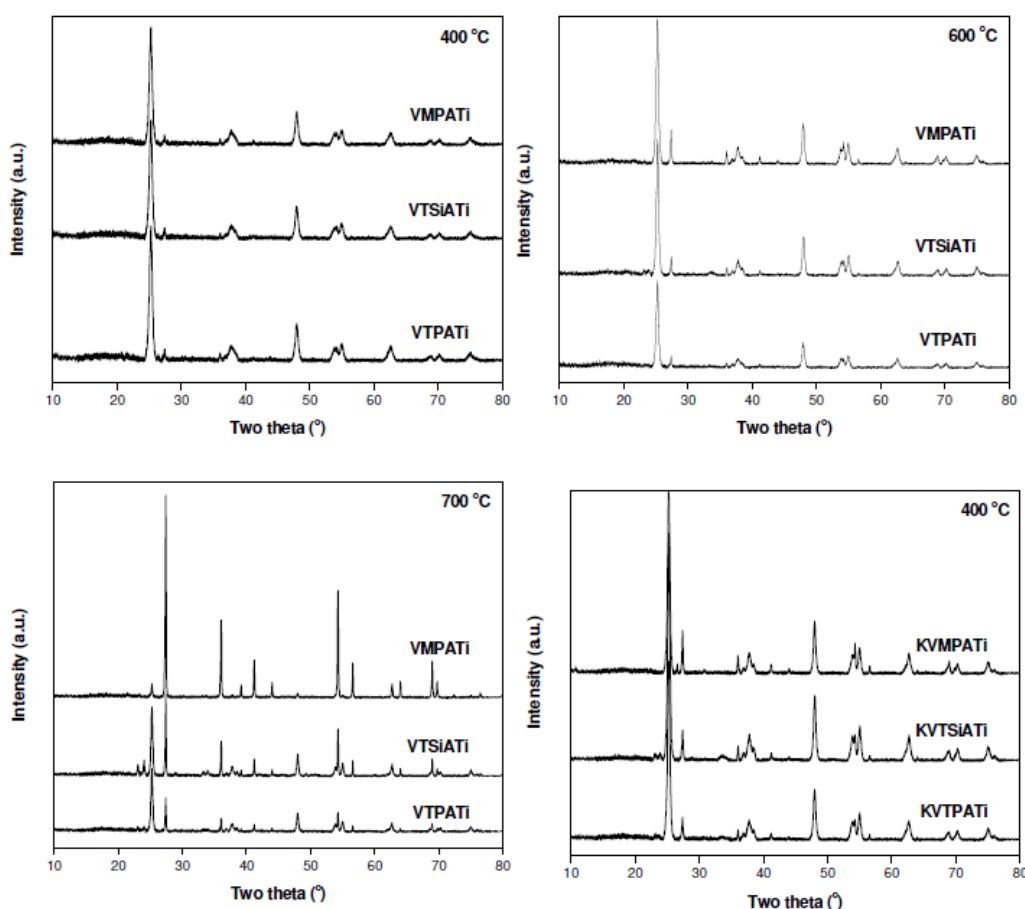 400 °C
VMPATi
VTSiATi
VTPATi
Intensity (a.u.)
10 20 30 40 50 60 70 80
Two theta (°)
600 °C
VMPATi
VTSiATi
VTPATi
Intensity (a.u.)
10 20 30 40 50 60 70 80
Two theta (°)
700 °C
VMPATi
VTSiATi
VTPATi
Intensity (a.u.)
10 20 30 40 50 60 70 80
Two theta (°)
400 °C
KVMPATi
KVTSiATi
KVTPATi
Intensity (a.u.)
10 20 30 40 50 60 70 80
Two theta (°)